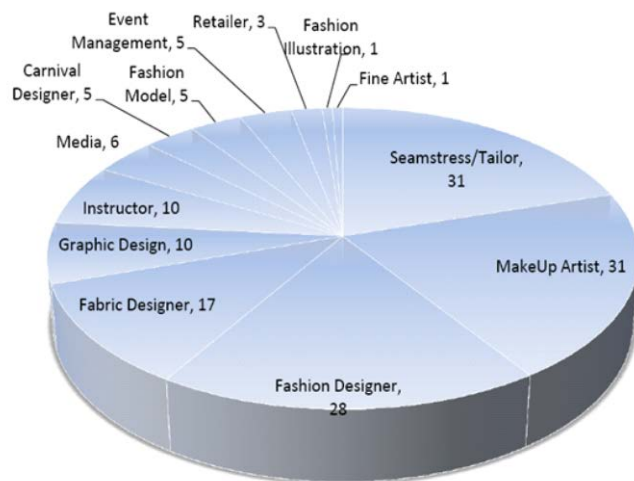 Event
Management, 5
Retailer, 3
Fashion
Illustration, 1
Fine Artist, 1
Carnival
Designer, 5
Fashion
Model, 5
Media, 6
Seamstress/Tailor,
31
Instructor, 10
Graphic Design, 10
MakeUp Artist, 31
Fabric Designer, 17
Fashion Designer,
28